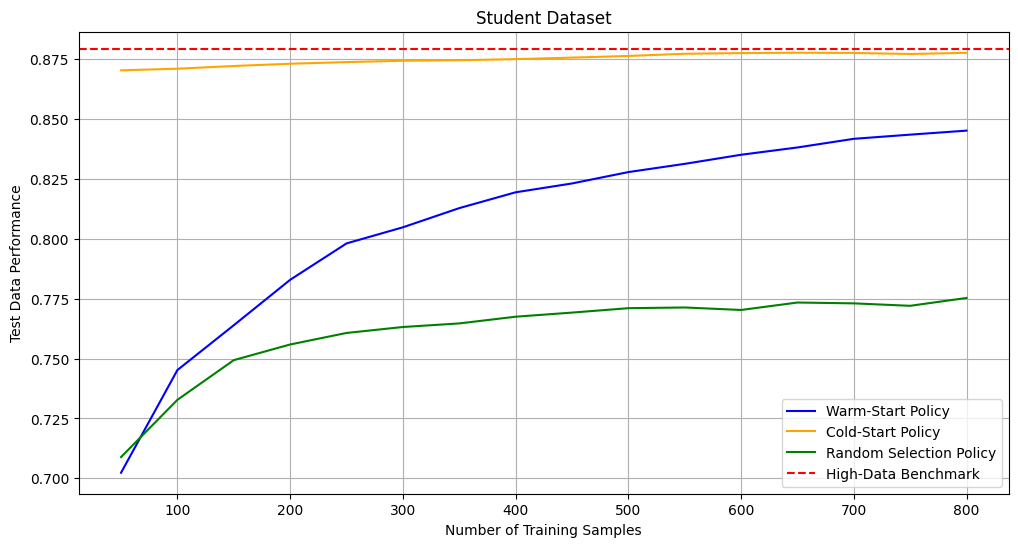 Student Dataset
Test Data Performance
0.875
0.850
0.825
0.800
0.775
0.750
0.725
0.700
100 200 300 400 500 600 700 800
Number of Training Samples
Warm-Start Policy
Cold-Start Policy
Random Selection Policy
High-Data Benchmark